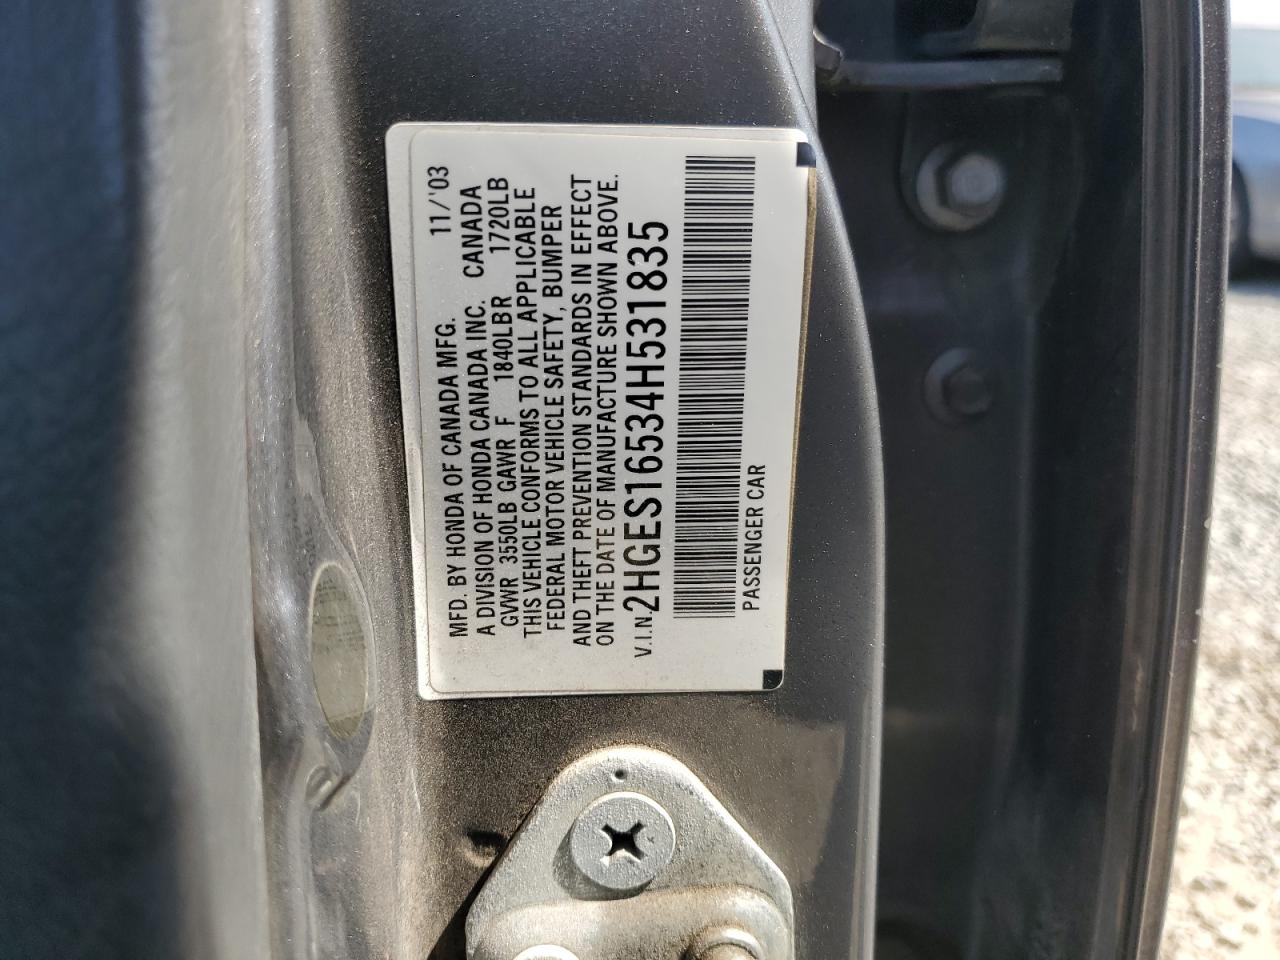 MFD. BY HONDA OF CANADA MFG. 11/'03
A DIVISION OF HONDA CANADA INC. CANADA
GVWR 3550LB GAWR F 1840LBR 1720LB
THIS VEHICLE CONFORMS TO ALL APPLICABLE
FEDERAL MOTOR VEHICLE SAFETY, BUMPER
AND THEFT PREVENTION STANDARDS IN EFFECT
ON THE DATE OF MANUFACTURE SHOWN ABOVE.
V.I.N. 2HGES16534H531835
PASSENGER CAR